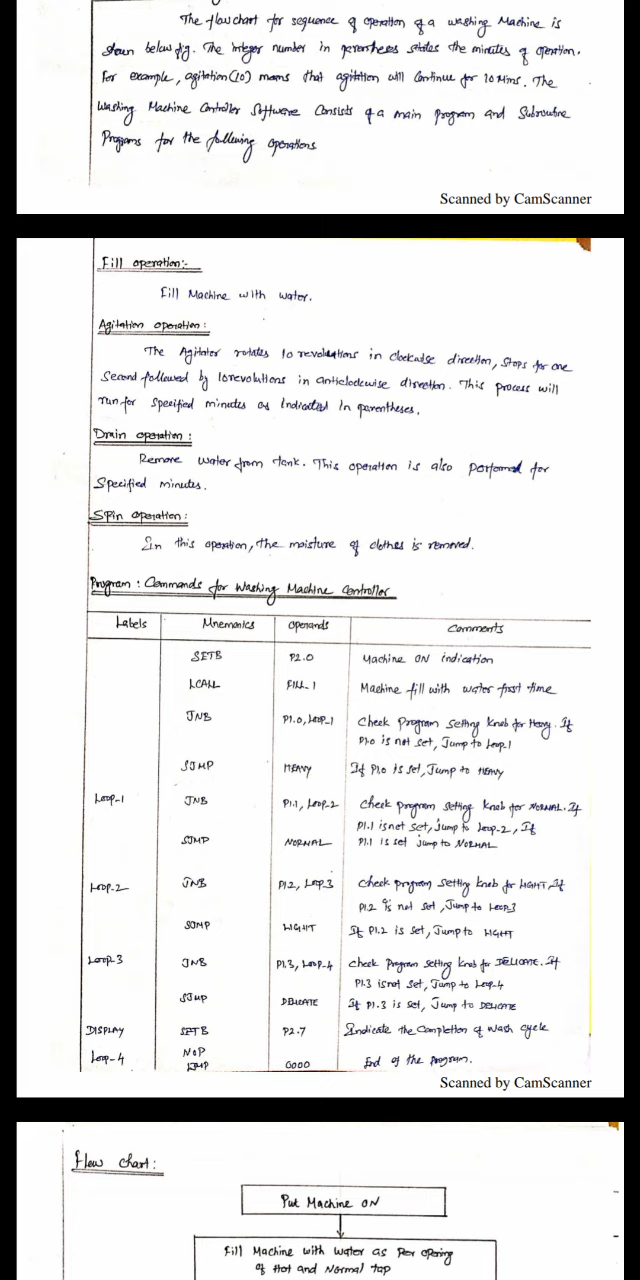 The flowchart for sequence of operation of a washing Machine is
shown below fig. The integer number in parentheses states the minutes of operation.
For example, agitation(10) means that agitation will continue for 10 Mins. The
Washing Machine Controller Software Consists of a main program and Subroutine
Programs for the following operations
Scanned by CamScanner
Fill operation:-
Fill Machine with water.
Agitation operation:
The Agitator rotates 10 revolutions in clockwise direction, stops for one
Second followed by 10 revolutions in anticlockwise direction. This process will
run for specified minutes as Indicated In parentheses.
Drain operation:
Remove water from tank. This operation is also performed for
Specified minutes.
Spin operation:
In this operation, the moisture of clothes is removed.
Program: Commands for Washing Machine Controller
Labels Mnemonics Operands Comments
SETB P2.0 Machine ON indication
LCALL FILL-1 Machine fill with water first time
JNB P1.0, Loop-1 Check Program setting Knob for Heavy. If
P1.0 is not set, Jump to Loop-1
SJMP HEAVY If P1.0 is set, Jump to HEAVY
Loop-1 JNB P1.1, Loop-2 Check program setting knob for NORMAL. If
P1.1 is not set, jump to Loop-2, If
SJMP NORMAL P1.1 is set jump to NORMAL
Loop-2 JNB P1.2, Loop-3 Check program setting knob for LIGHT, If
P1.2 is not set, Jump to Loop-3
SJMP LIGHT If P1.2 is set, Jump to LIGHT
Loop-3 JNB P1.3, Loop-4 check Program setting Knob for DELICATE. If
P1.3 is not set, Jump to Loop-4
SJMP DELICATE If P1.3 is set, Jump to DELICATE
DISPLAY SETB P2.7 Indicate the Completion of wash cycle
Loop-4 NOP
LJMP 0000 End of the Program.
Scanned by CamScanner
Flow chart:
Put Machine ON
Fill Machine with Water as Per opening
of Hot and Normal tap